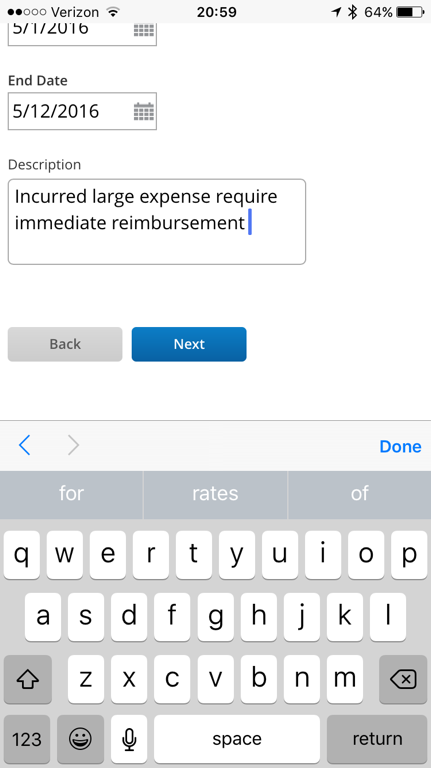 Verizon 20:59 64%
5/1/2016
End Date
5/12/2016
Description
Incurred large expense require
immediate reimbursement
Back Next
Done
for rates of
q w e r t y u i o p
a s d f g h j k l
z x c v b n m
123 space return